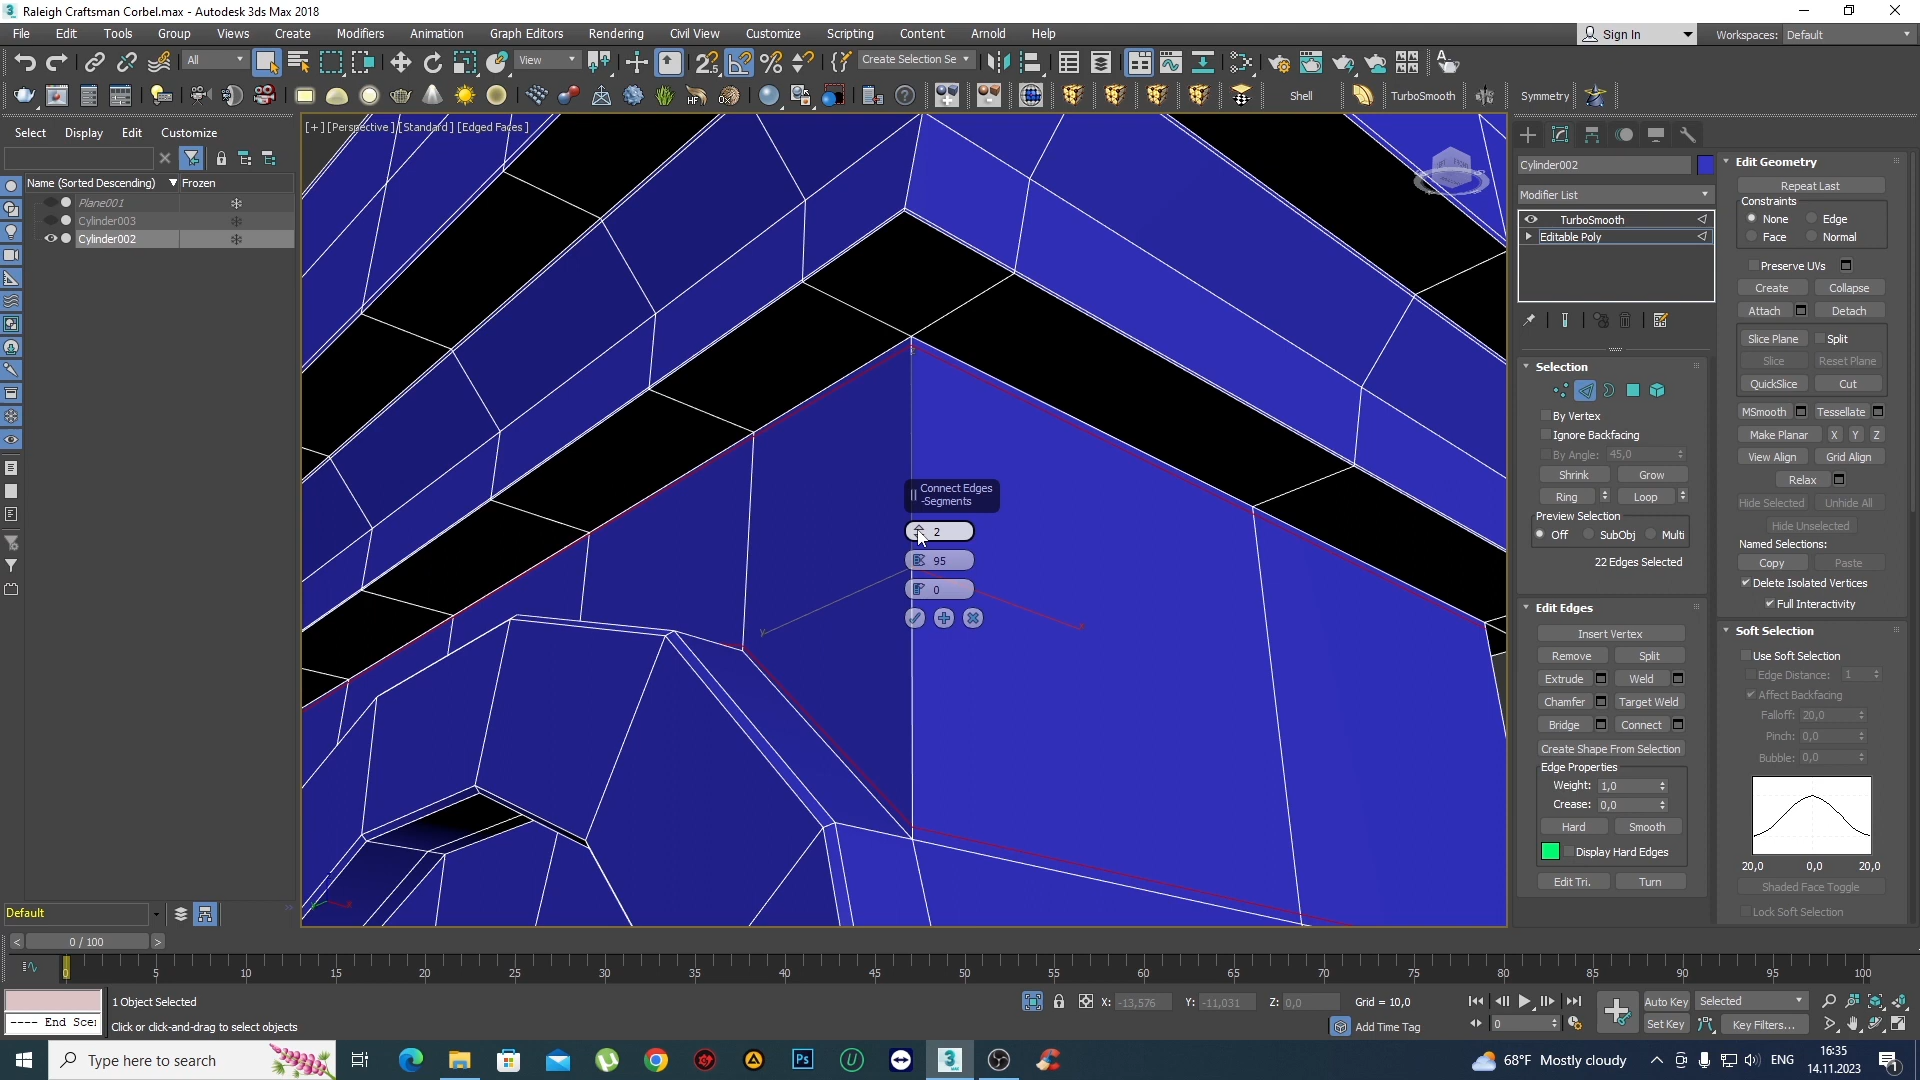 Raleigh Craftsman Corbel.max - Autodesk 3ds Max 2018
File Edit Tools Group Views Create Modifiers Animation Graph Editors Rendering Civil View Customize Scripting Content Arnold Help
Sign In
Workspaces: Default
All
View
Create Selection Se
Shell
TurboSmooth
Symmetry
Select Display Edit Customize
Name (Sorted Descending) Frozen
Plane001
Cylinder003
Cylinder002
[+] [Perspective] [Standard] [Edged Faces]
Connect Edges
-Segments
2
95
0
Cylinder002
Modifier List
TurboSmooth
Editable Poly
Selection
By Vertex
Ignore Backfacing
By Angle: 45,0
Shrink Grow
Ring Loop
Preview Selection
Off SubObj Multi
22 Edges Selected
Edit Edges
Insert Vertex
Remove Split
Extrude Weld
Chamfer Target Weld
Bridge Connect
Create Shape From Selection
Edge Properties
Weight: 1,0
Crease: 0,0
Hard Smooth
Display Hard Edges
Edit Tri. Turn
Edit Geometry
Repeat Last
Constraints
None Edge
Face Normal
Preserve UVs
Create Collapse
Attach Detach
Slice Plane Split
Slice Reset Plane
QuickSlice Cut
MSmooth Tessellate
Make Planar X Y Z
View Align Grid Align
Relax
Hide Selected Unhide All
Hide Unselected
Named Selections:
Copy Paste
Delete Isolated Vertices
Full Interactivity
Soft Selection
Use Soft Selection
Edge Distance: 1
Affect Backfacing
Falloff: 20,0
Pinch: 0,0
Bubble: 0,0
20,0 0,0 20,0
Shaded Face Toggle
Lock Soft Selection
Default
0 / 100
0 5 10 15 20 25 30 35 40 45 50 55 60 65 70 75 80 85 90 95 100
1 Object Selected
X: -13,576 Y: -11,031 Z: 0,0 Grid = 10,0
Auto Key Selected
---- End Sce
Click or click-and-drag to select objects
Add Time Tag
0
Set Key Key Filters...
Type here to search
68°F Mostly cloudy
ENG
16:35
14.11.2023
1